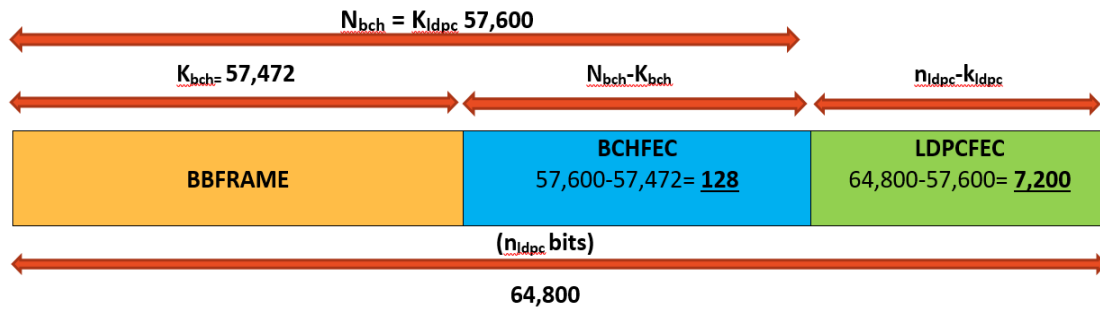 Nbch = Kldpc 57,600
Kbch= 57,472
Nbch-Kbch
nldpc-kldpc
BBFRAME
BCHFEC
57,600-57,472= 128
LDPCFEC
64,800-57,600= 7,200
(nldpc bits)
64,800